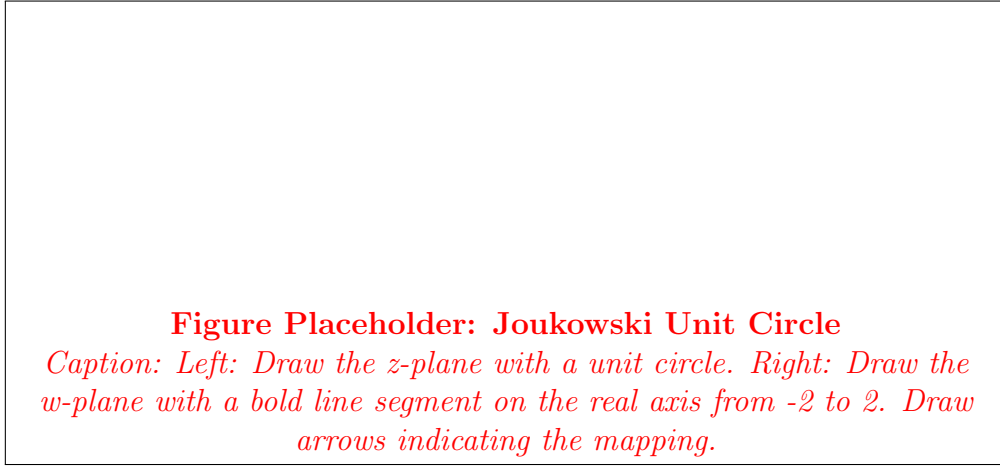 Figure Placeholder: Joukowski Unit Circle
Caption: Left: Draw the z-plane with a unit circle. Right: Draw the
w-plane with a bold line segment on the real axis from -2 to 2. Draw
arrows indicating the mapping.